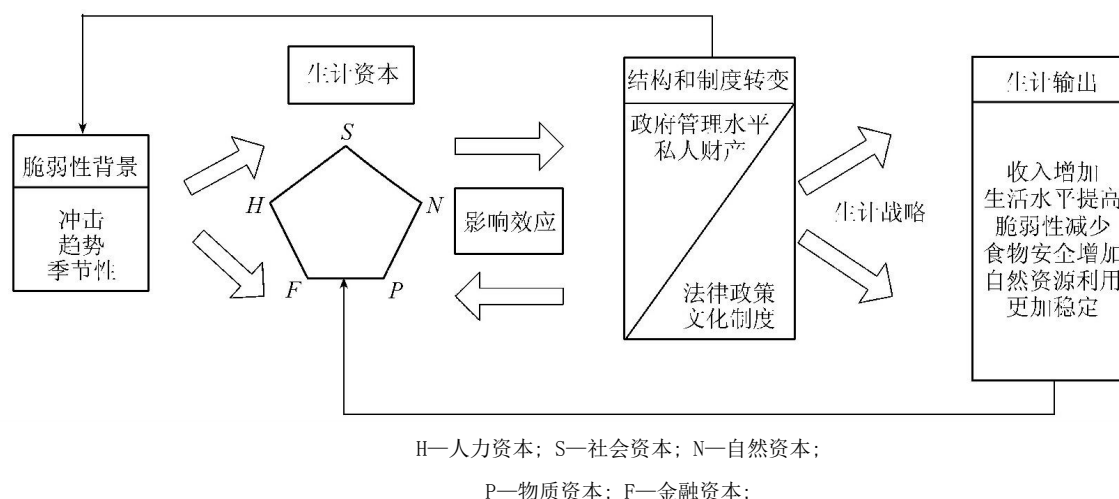 生计资本
结构和制度转变
生计输出
政府管理水平
私人财产
S
脆弱性背景
H
N
影响效应
生计战略
收入增加
生活水平提高
脆弱性减少
食物安全增加
自然资源利用
更加稳定
冲击
趋势
季节性
F
P
法律政策
文化制度
H—人力资本; S—社会资本; N—自然资本;
P—物质资本; F—金融资本;